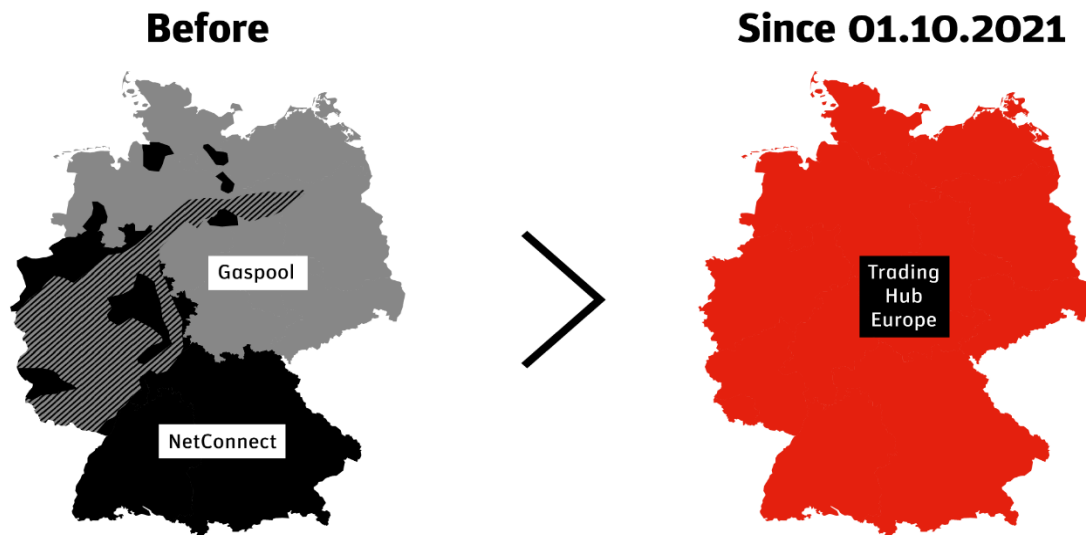 Before
Since 01.10.2021
Gaspool
NetConnect
Trading
Hub
Europe